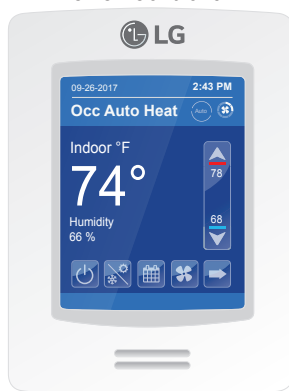 LG
09-26-2017 2:43 PM
Occ Auto Heat Auto
Indoor °F
74°
78
Humidity
66 %
68